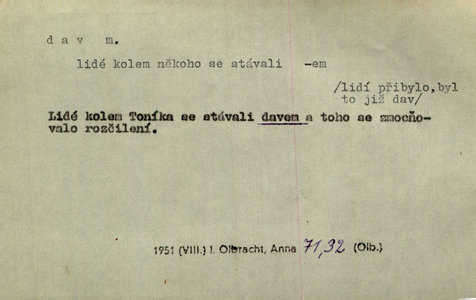 dav m.
lidé kolem někoho se stávali -em
/lidí přibylo,byl
to již dav/
Lidé kolem Toníka se stávali davem a toho se zmocňo-
valo rozčilení.
1951 (VIII.) I. Olbracht, Anna 71,32 (Olb.)